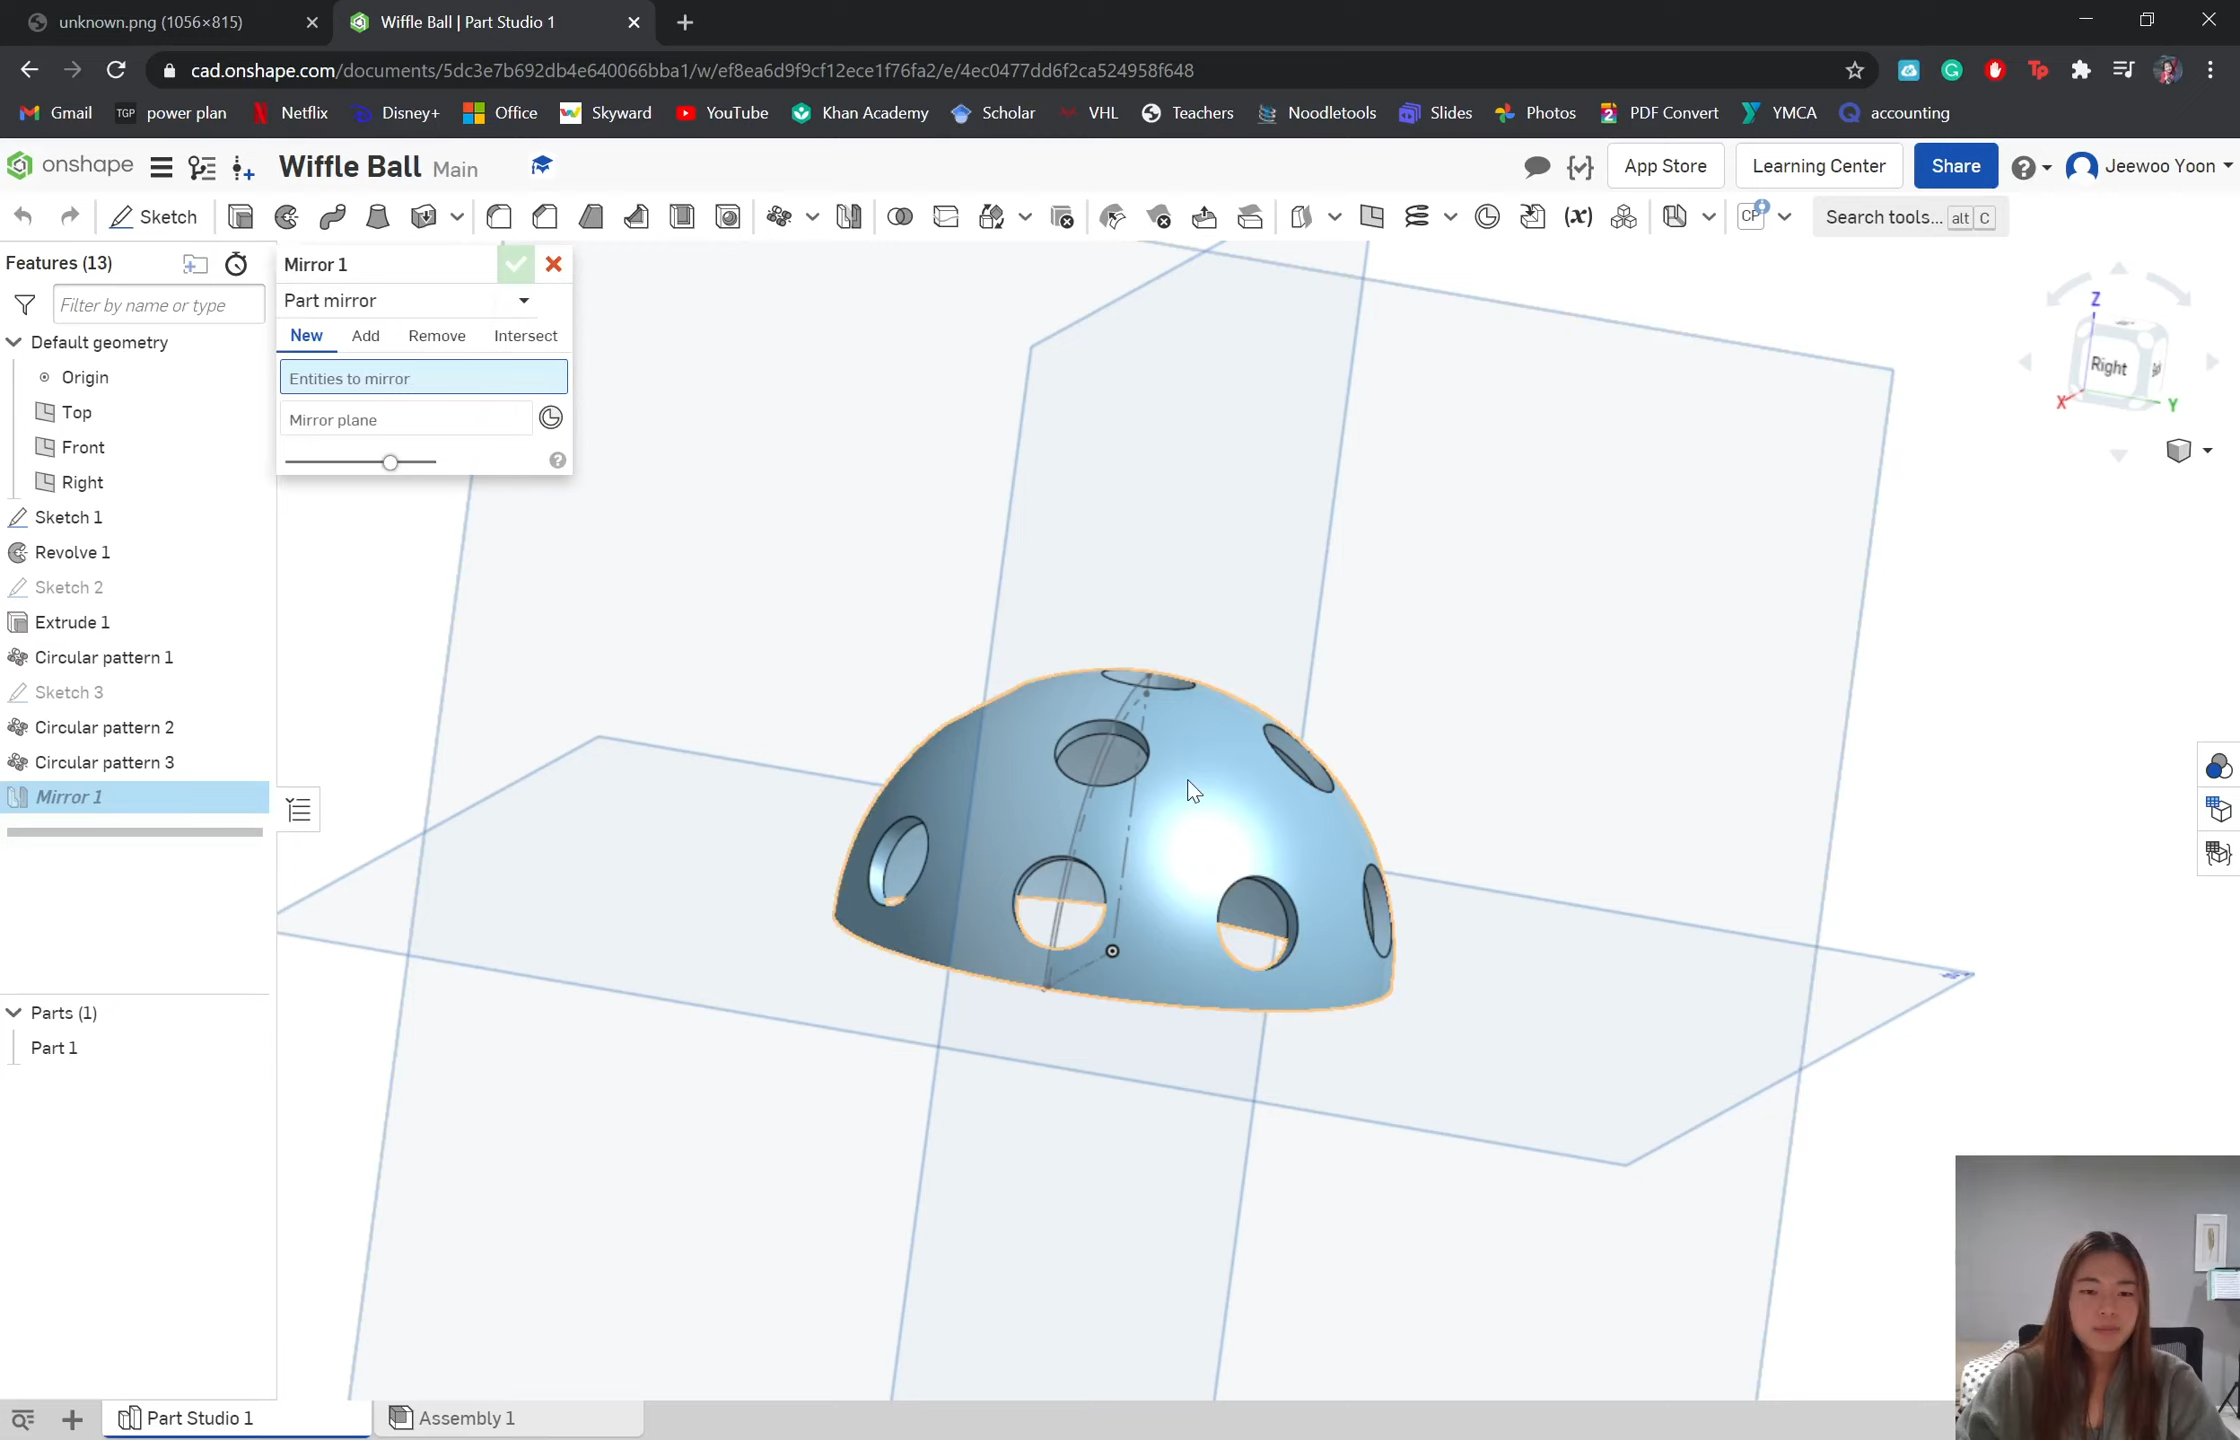 unknown.png (1056×815)
Wiffle Ball | Part Studio 1
cad.onshape.com/documents/5dc3e7b692db4e640066bba1/w/ef8ea6d9f9cf12ece1f76fa2/e/4ec0477dd6f2ca524958f648
Gmail
TGP power plan
Netflix
Disney+
Office
Skyward
YouTube
Khan Academy
Scholar
VHL
Teachers
Noodletools
Slides
Photos
PDF Convert
YMCA
accounting
onshape
Wiffle Ball Main
App Store
Learning Center
Share
Jeewoo Yoon
Sketch
Search tools... alt C
Features (13)
Filter by name or type
Default geometry
Origin
Top
Front
Right
Sketch 1
Revolve 1
Sketch 2
Extrude 1
Circular pattern 1
Sketch 3
Circular pattern 2
Circular pattern 3
Mirror 1
Parts (1)
Part 1
Mirror 1
Part mirror
New Add Remove Intersect
Entities to mirror
Mirror plane
Z
Right
X
Y
Part Studio 1
Assembly 1